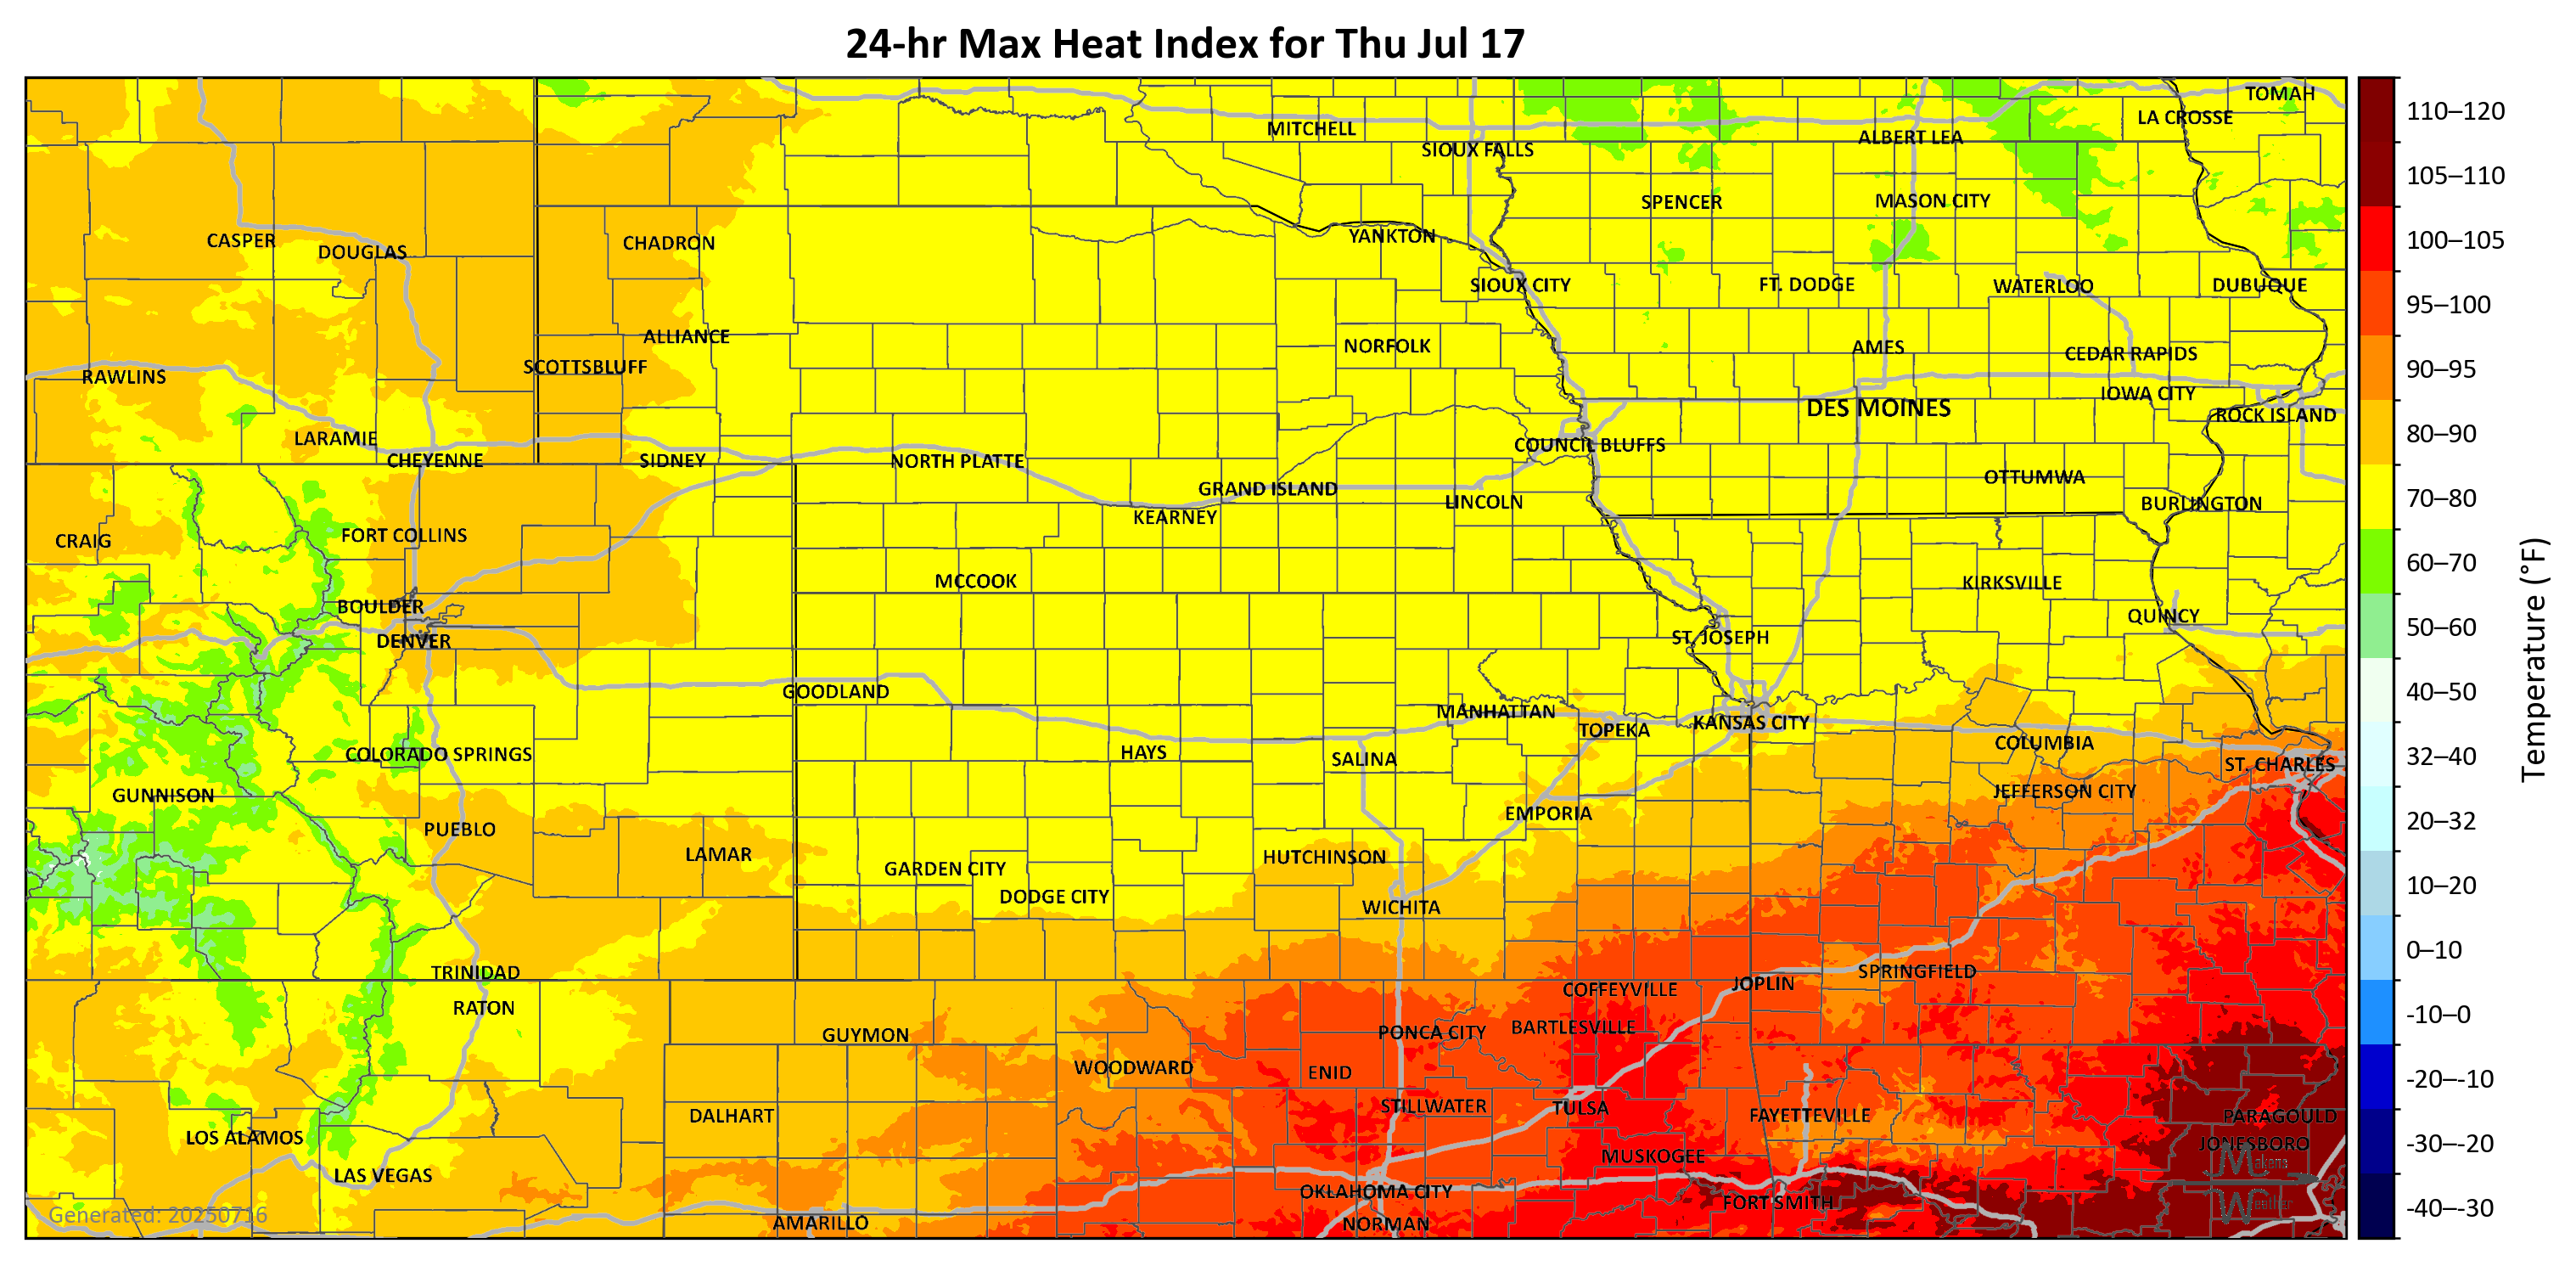 24-hr Max Heat Index for Thu Jul 17
TOMAH
LA CROSSE
MITCHELL
ALBERT LEA
SIOUX FALLS
SPENCER
MASON CITY
CASPER
DOUGLAS
CHADRON
YANKTON
SIOUX CITY
FT. DODGE
WATERLOO
DUBUQUE
ALLIANCE
NORFOLK
AMES
CEDAR RAPIDS
SCOTTSBLUFF
RAWLINS
IOWA CITY
DES MOINES
ROCK ISLAND
LARAMIE
COUNCIL BLUFFS
CHEYENNE
SIDNEY
NORTH PLATTE
OTTUMWA
GRAND ISLAND
LINCOLN
BURLINGTON
KEARNEY
FORT COLLINS
CRAIG
MCCOOK
KIRKSVILLE
BOULDER
QUINCY
DENVER
ST. JOSEPH
GOODLAND
MANHATTAN
TOPEKA
KANSAS CITY
COLUMBIA
COLORADO SPRINGS
HAYS
SALINA
ST. CHARLES
GUNNISON
JEFFERSON CITY
EMPORIA
PUEBLO
LAMAR
HUTCHINSON
GARDEN CITY
DODGE CITY
WICHITA
TRINIDAD
SPRINGFIELD
JOPLIN
COFFEYVILLE
RATON
GUYMON
PONCA CITY
BARTLESVILLE
WOODWARD
ENID
DALHART
STILLWATER
TULSA
FAYETTEVILLE
PARAGOULD
LOS ALAMOS
JONESBORO
MUSKOGEE
Makens
LAS VEGAS
OKLAHOMA CITY
FORT SMITH
Weather
Generated: 20250716
AMARILLO
NORMAN
110–120
105–110
100–105
95–100
90–95
80–90
70–80
60–70
50–60
40–50
32–40
20–32
10–20
0–10
-10–0
-20–-10
-30–-20
-40–-30
Temperature (°F)